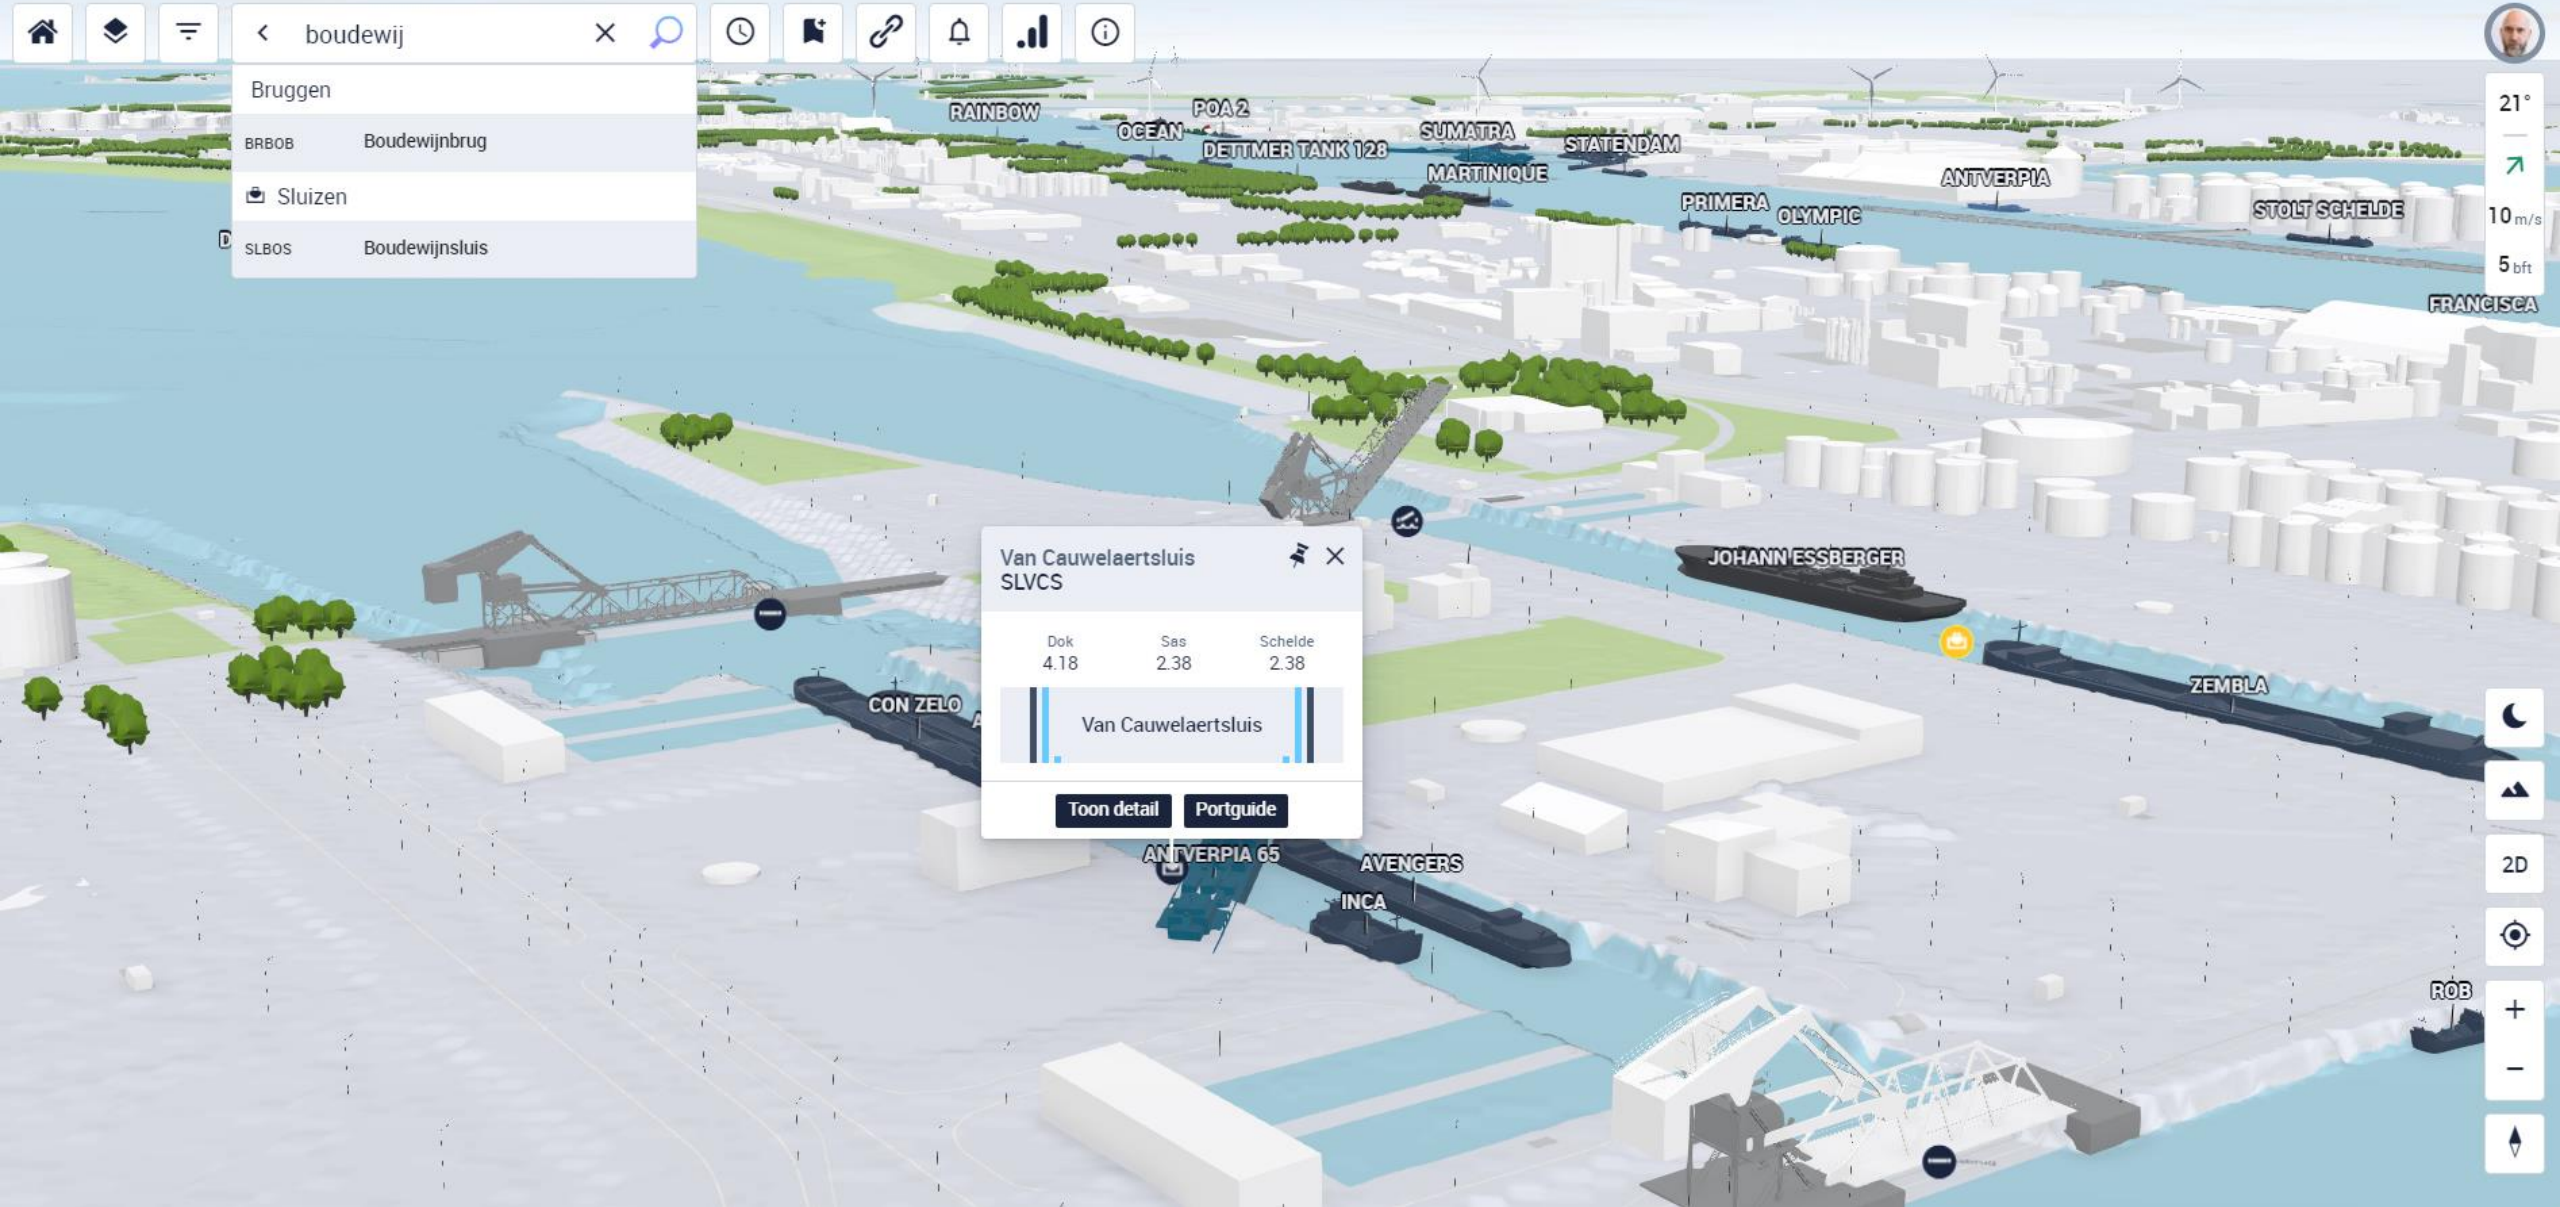 boudewij
Bruggen
BRBOB Boudewijnbrug
Sluizen
SLBOS Boudewijnsluis
D
RAINBOW
POA 2
OCEAN
DETTMER TANK 128
SUMATRA
STATENDAM
MARTINIQUE
PRIMERA
OLYMPIC
ANTVERPIA
STOLT SCHELDE
FRANCISCA
21°
10 m/s
5 bft
JOHANN ESSBERGER
ZEMBLA
CON ZELO
A
Van Cauwelaertsluis
SLVCS
Dok Sas Schelde
4.18 2.38 2.38
Van Cauwelaertsluis
Toon detail Portguide
ANTVERPIA 65
AVENGERS
INCA
ROB
2D